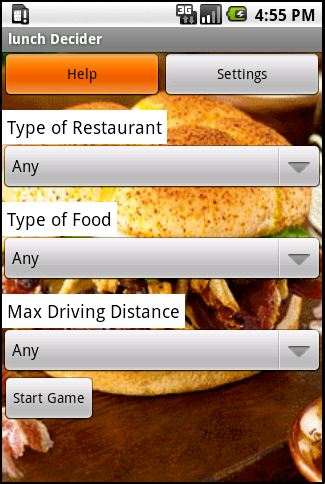 3G
4:55 PM
lunch Decider
Help
Settings
Type of Restaurant
Any
Type of Food
Any
Max Driving Distance
Any
Start Game